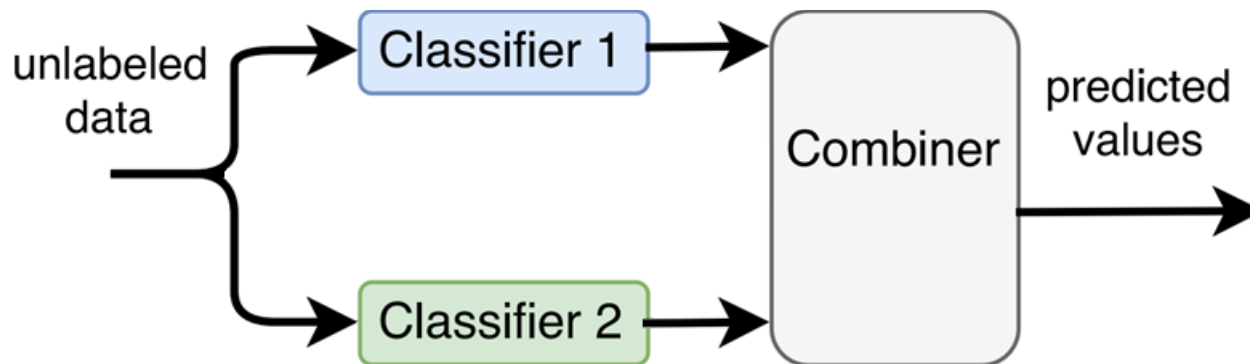 unlabeled
data
Classifier 1
Classifier 2
Combiner
predicted
values